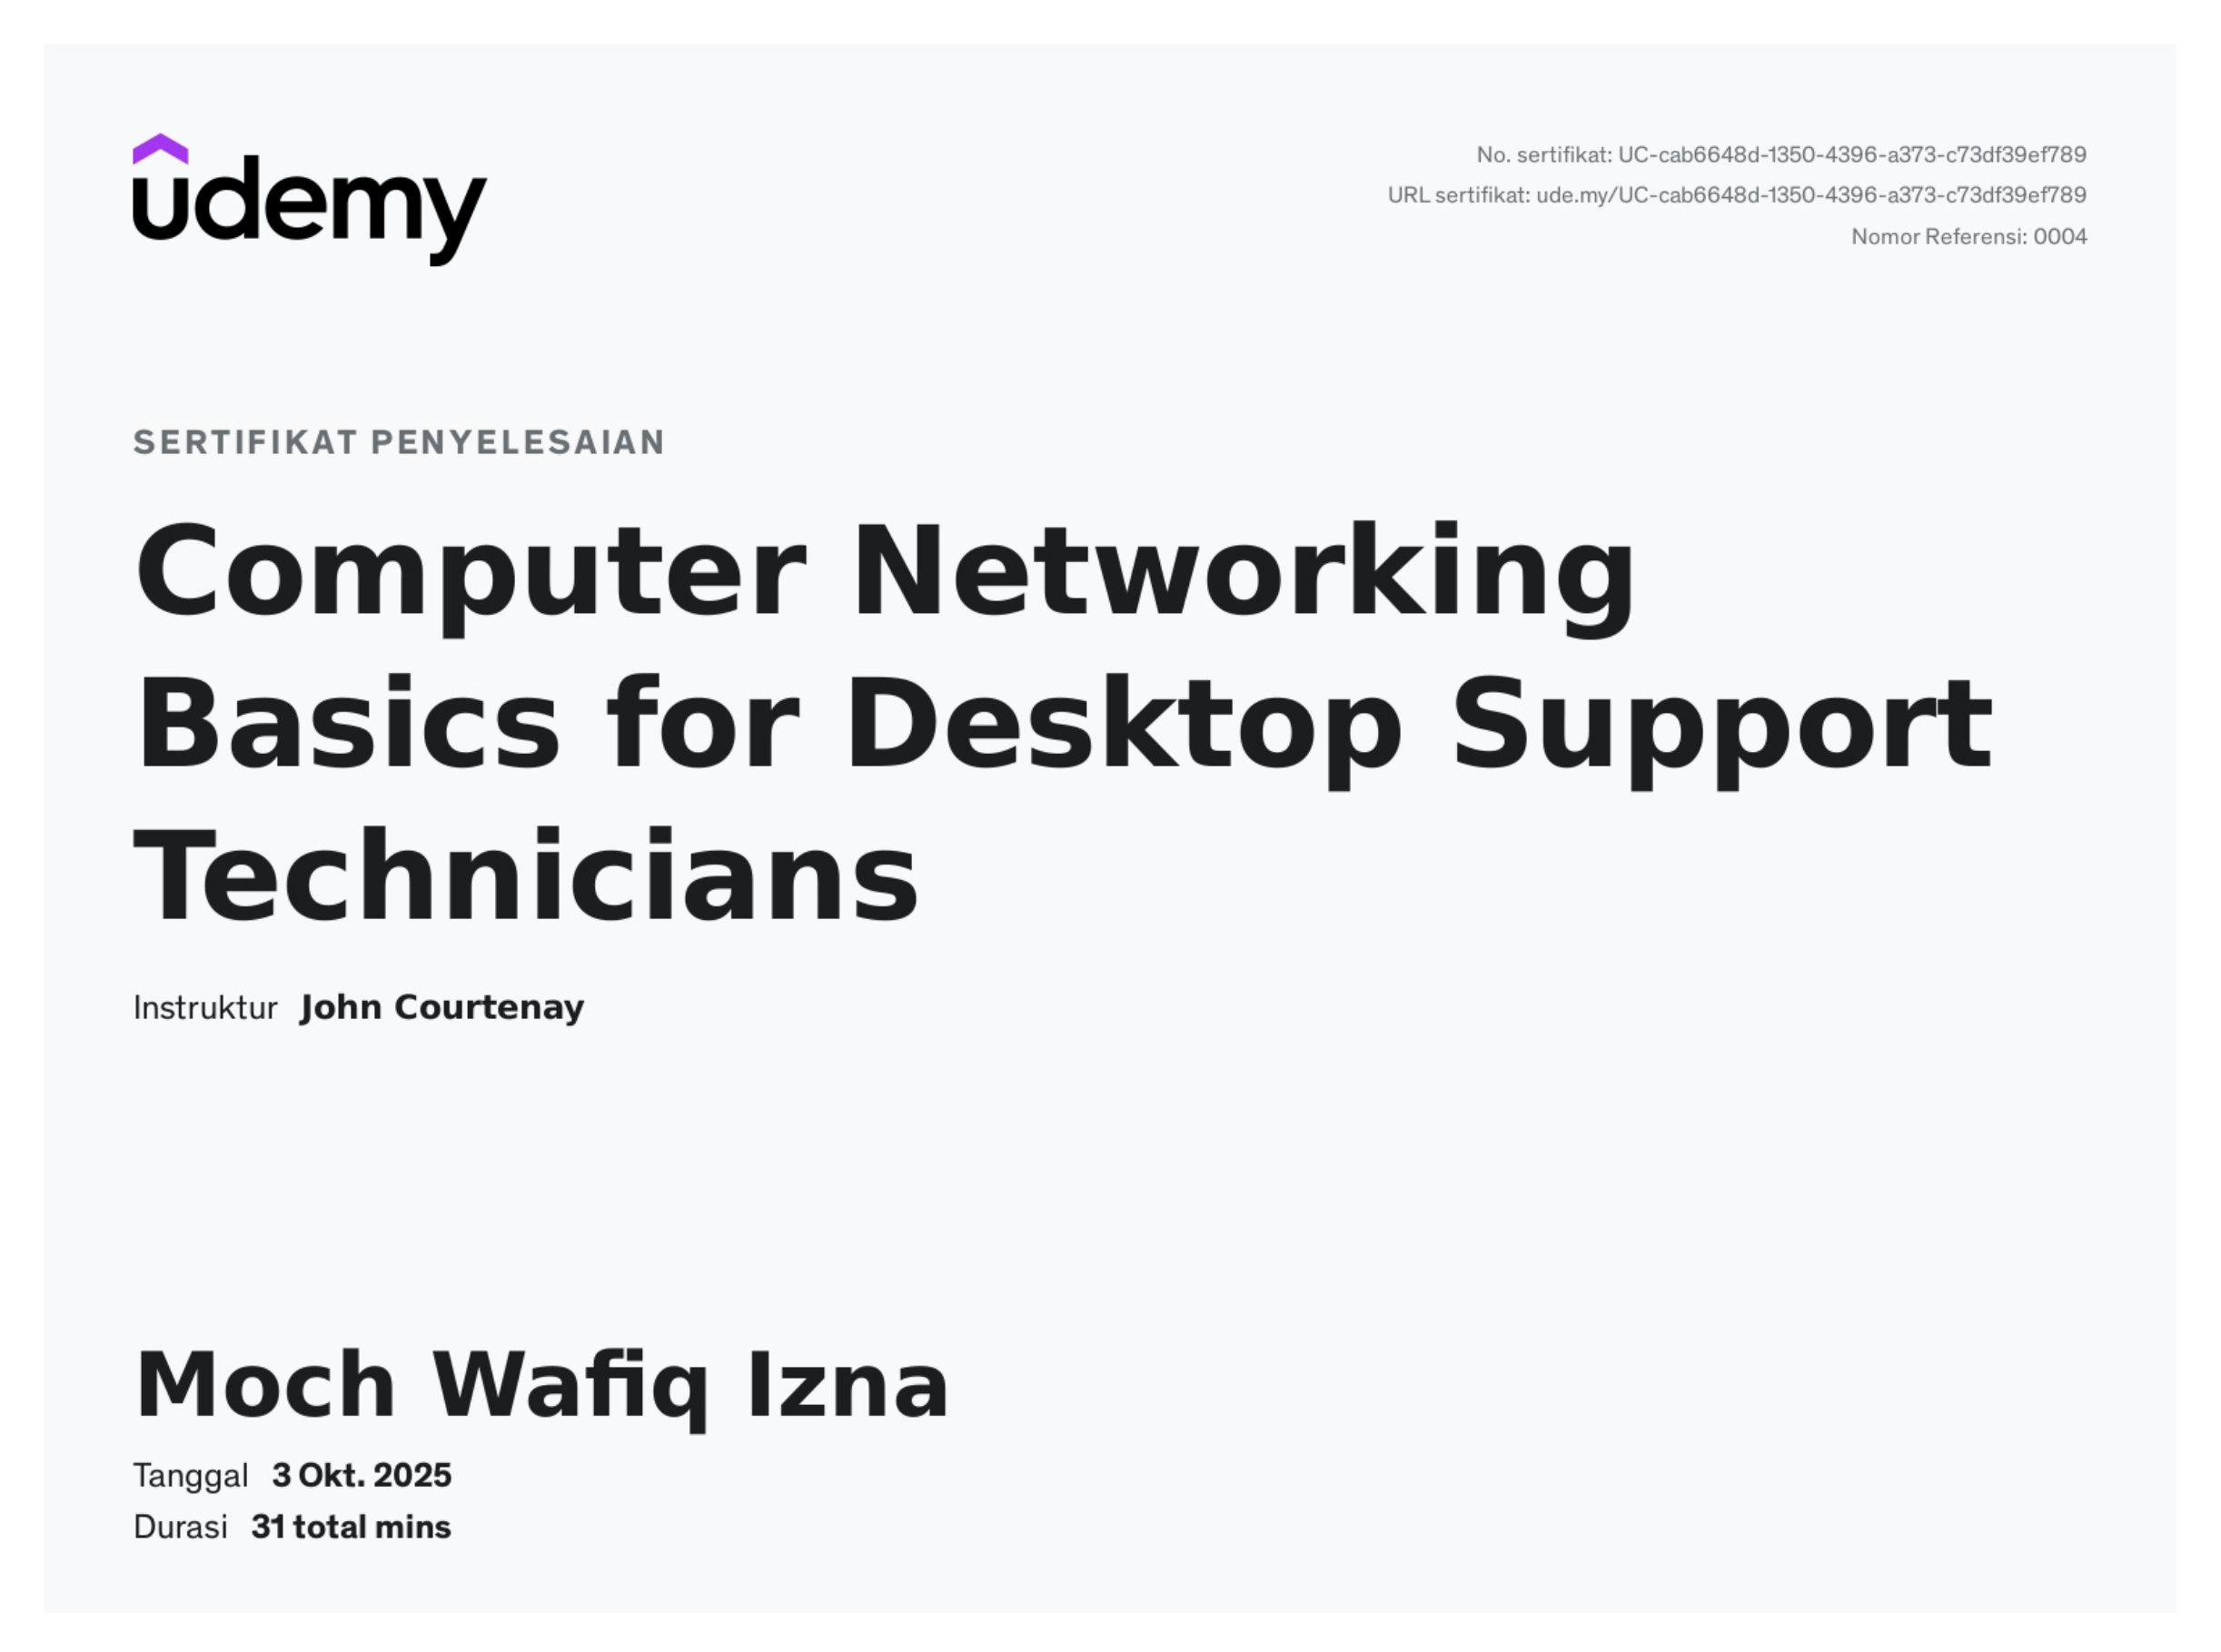 udemy
No. sertifikat: UC-cab6648d-1350-4396-a373-c73df39ef789
URL sertifikat: ude.my/UC-cab6648d-1350-4396-a373-c73df39ef789
Nomor Referensi: 0004
SERTIFIKAT PENYELESAIAN
Computer Networking
Basics for Desktop Support
Technicians
Instruktur John Courtenay
Moch Wafiq Izna
Tanggal 3 Okt. 2025
Durasi 31 total mins